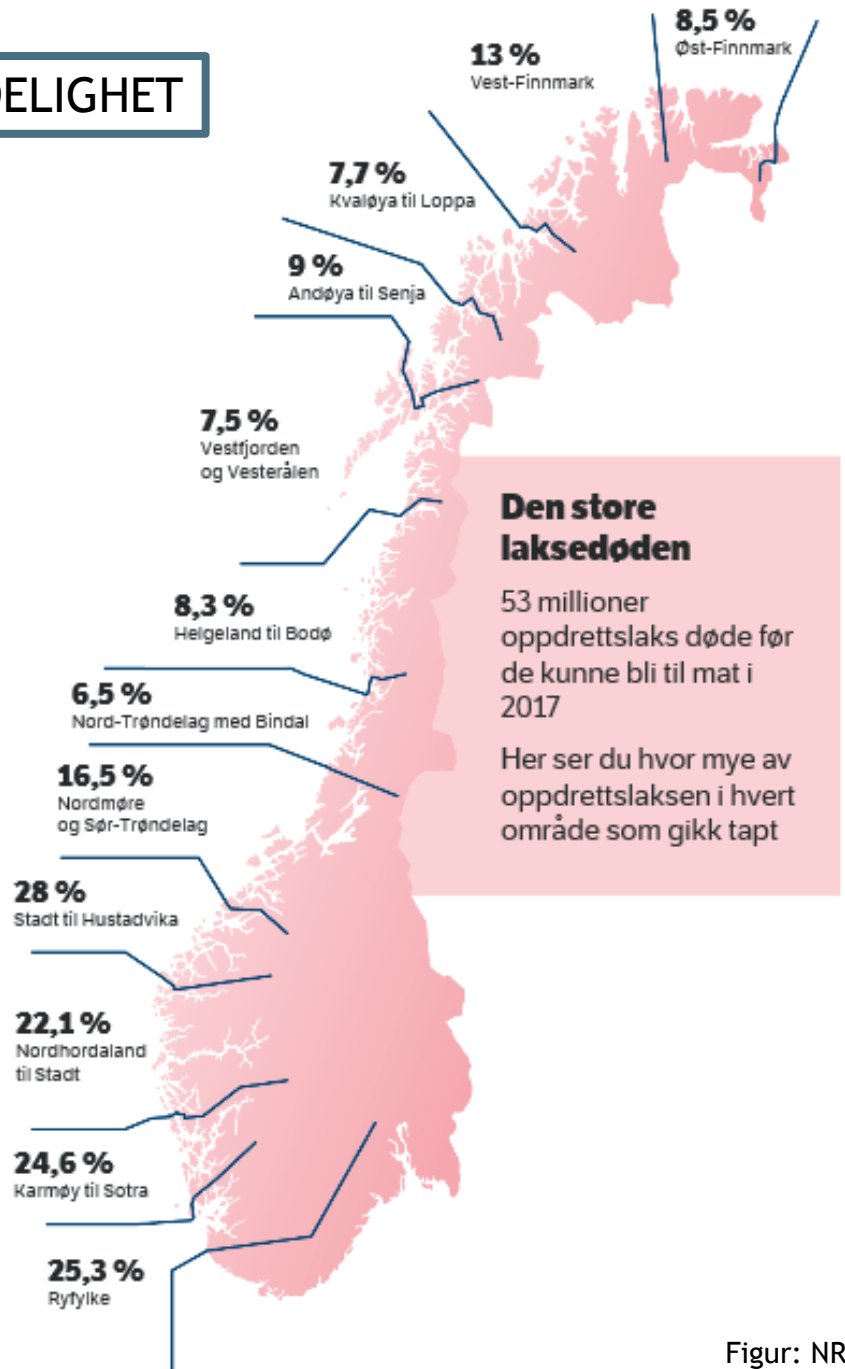 DELIGHET
8,5 %
Øst-Finnmark
13 %
Vest-Finnmark
7,7 %
Kvaløya til Loppa
9 %
Andøya til Senja
7,5 %
Vestfjorden
og Vesterålen
Den store
laksedøden
53 millioner
oppdrettslaks døde før
de kunne bli til mat i
2017
Her ser du hvor mye av
oppdrettslaksen i hvert
område som gikk tapt
8,3 %
Helgeland til Bodø
6,5 %
Nord-Trøndelag med Bindal
16,5 %
Nordmøre
og Sør-Trøndelag
28 %
Stadt til Hustadvika
22,1 %
Nordhordaland
til Stadt
24,6 %
Karmøy til Sotra
25,3 %
Ryfylke
Figur: NR